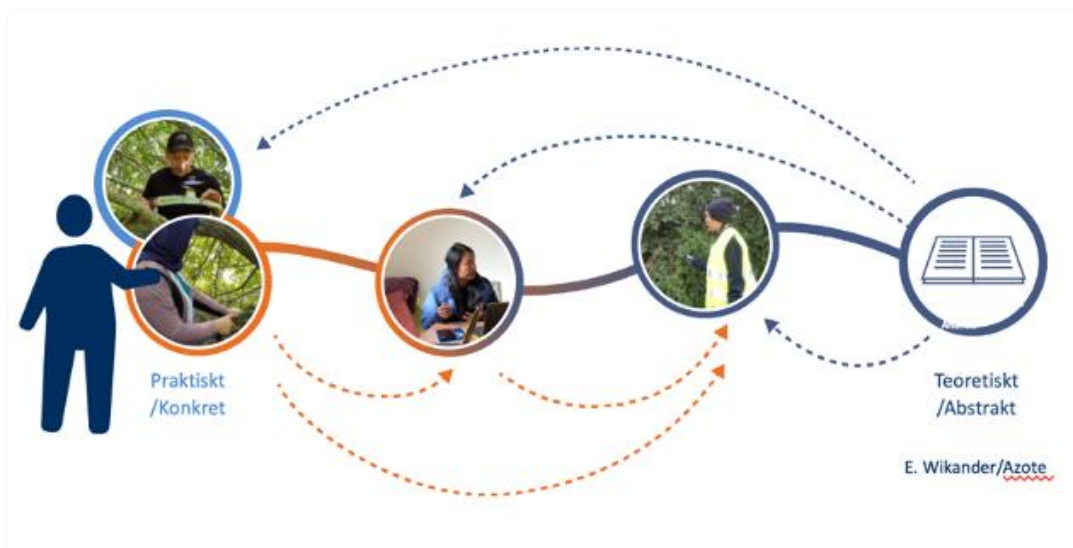 Praktiskt
/Konkret
Teoretiskt
/Abstrakt
E. Wikander/Azote